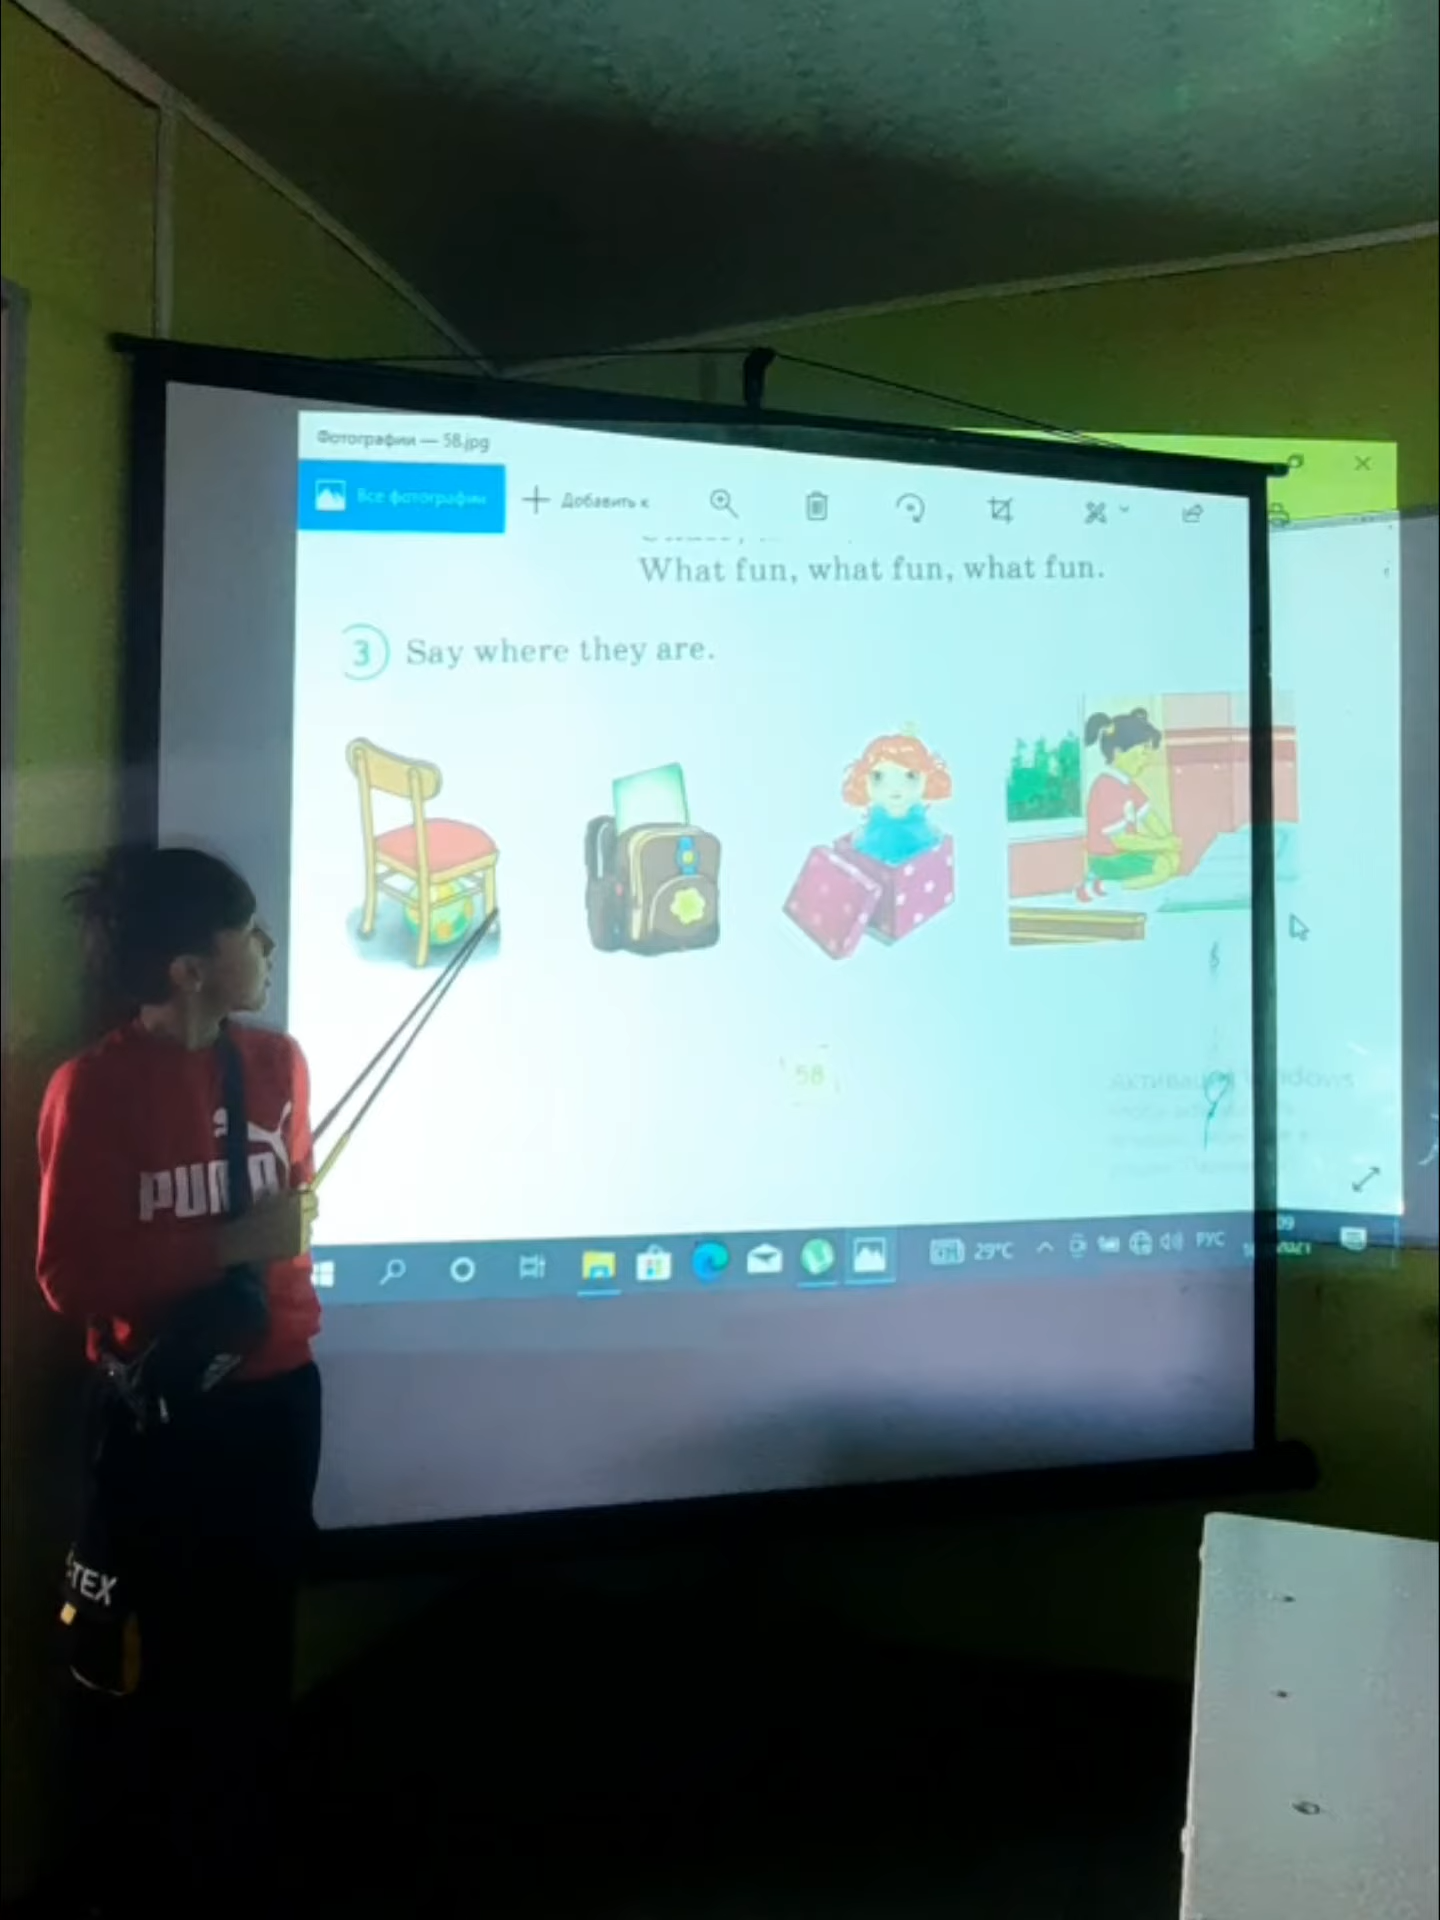 Фотографии — 58.jpg
Все фотографии
Добавить к
What fun, what fun, what fun.
3 Say where they are.
58
29°C
РУС
PUMA
-TEX